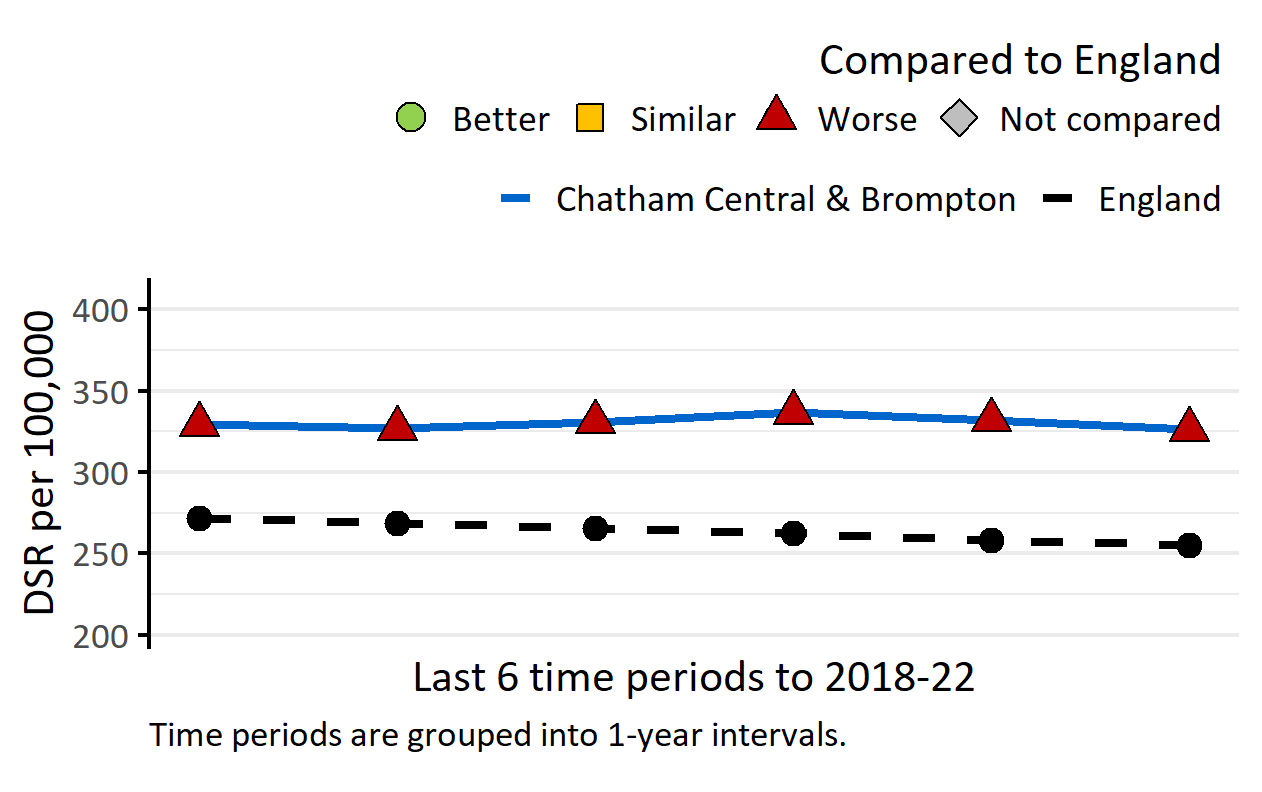 Compared to England
Better Similar Worse Not compared
Chatham Central & Brompton England
DSR per 100,000
400
350
300
250
200
Last 6 time periods to 2018-22
Time periods are grouped into 1-year intervals.